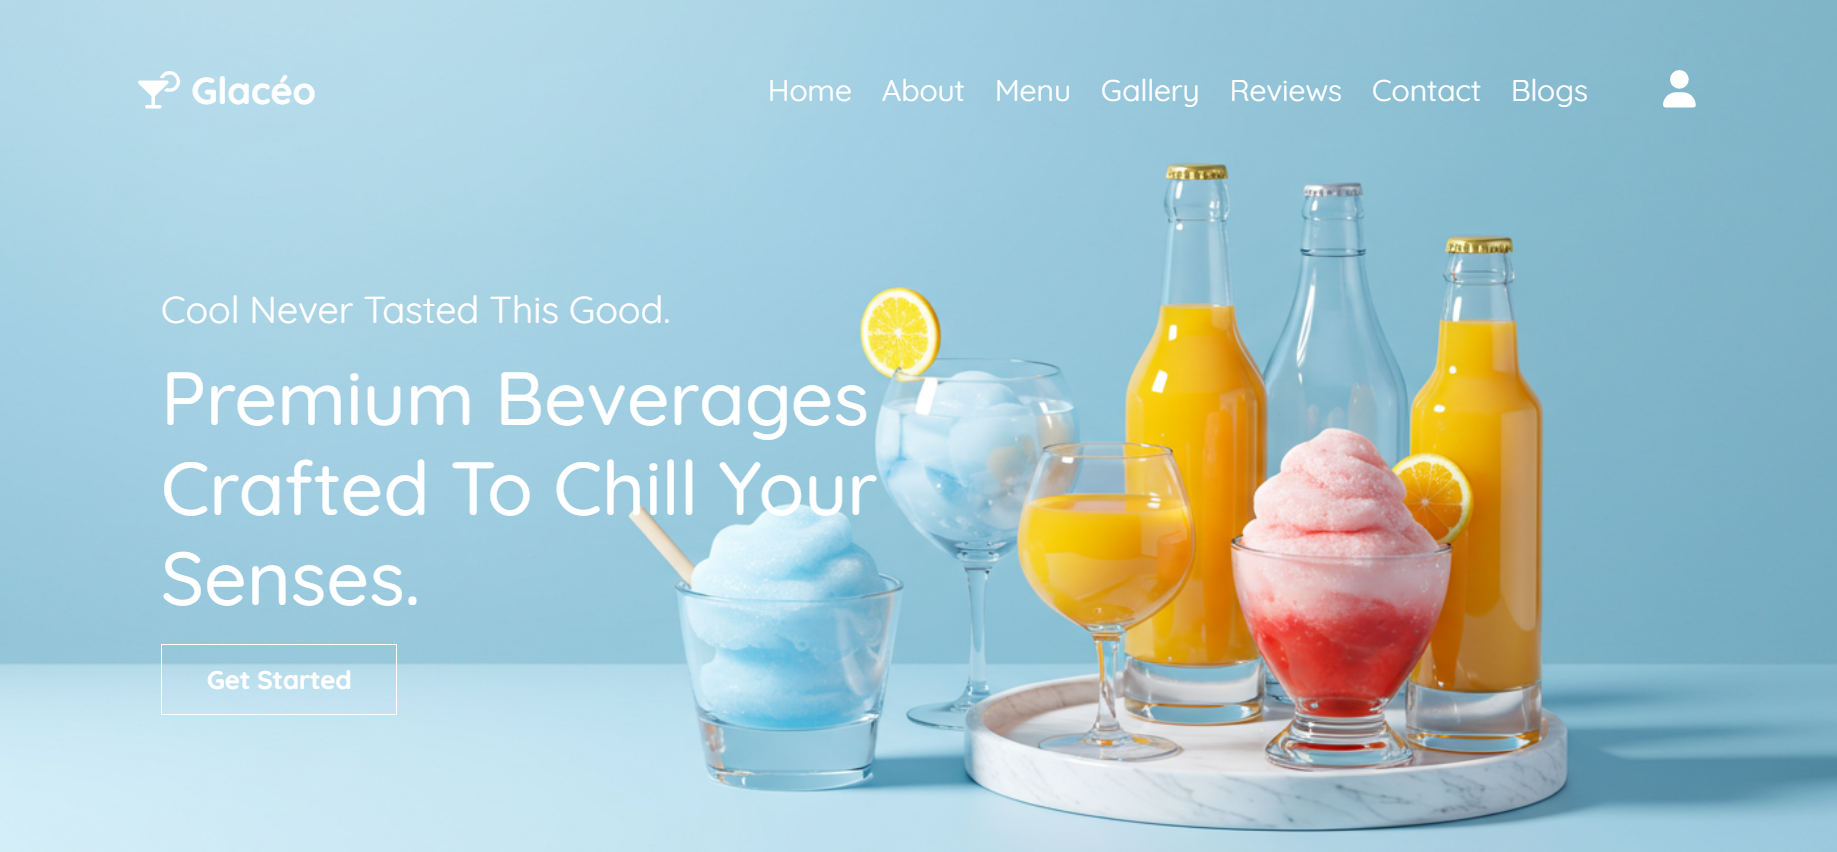 Glacéo
Home About Menu Gallery Reviews Contact Blogs
Cool Never Tasted This Good.
Premium Beverages
Crafted To Chill Your
Senses.
Get Started